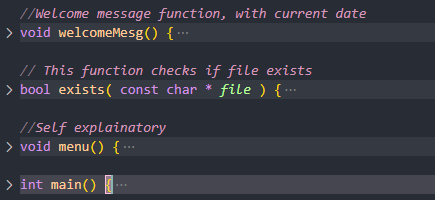 //Welcome message function, with current date
void welcomeMesg() {···
// This function checks if file exists
bool exists( const char * file ) {···
//Self explainatory
void menu() {···
int main() {···